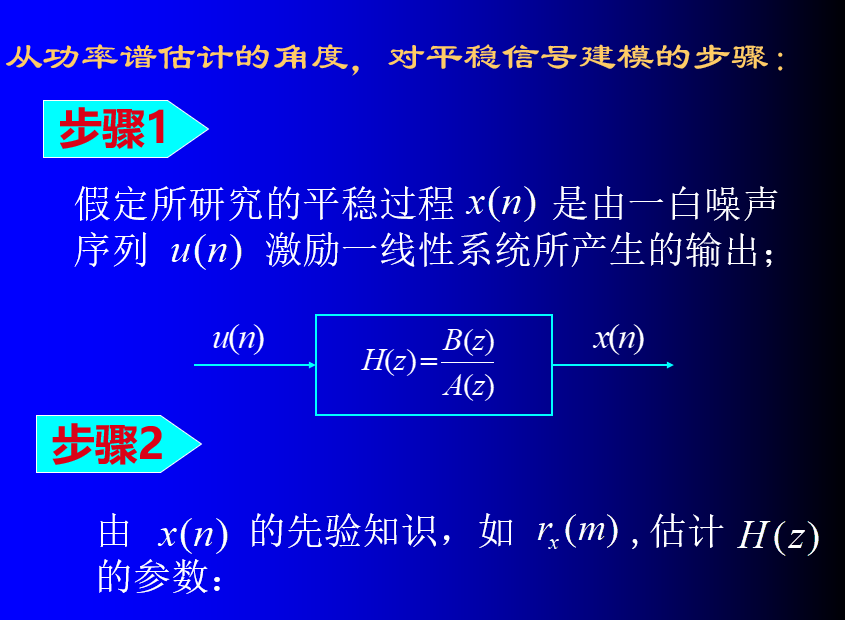 从功率谱估计的角度，对平稳信号建模的步骤：
步骤1
假定所研究的平稳过程 x(n) 是由一白噪声
序列 u(n) 激励一线性系统所产生的输出；
u(n) H(z)=B(z)/A(z) x(n)
步骤2
由 x(n) 的先验知识，如 rₓ(m) ,估计 H(z)
的参数：